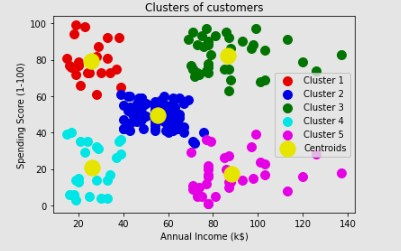 Clusters of customers
Spending Score (1-100)
100
80
60
40
20
0
Cluster 1
Cluster 2
Cluster 3
Cluster 4
Cluster 5
Centroids
20 40 60 80 100 120 140
Annual Income (k$)